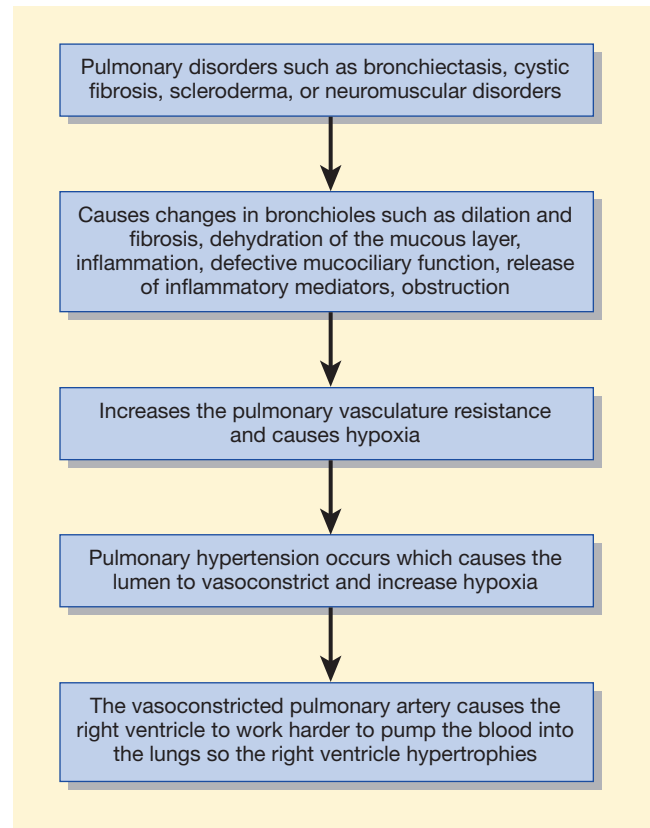 Pulmonary disorders such as bronchiectasis, cystic
fibrosis, scleroderma, or neuromuscular disorders
Causes changes in bronchioles such as dilation and
fibrosis, dehydration of the mucous layer,
inflammation, defective mucociliary function, release
of inflammatory mediators, obstruction
Increases the pulmonary vasculature resistance
and causes hypoxia
Pulmonary hypertension occurs which causes the
lumen to vasoconstrict and increase hypoxia
The vasoconstricted pulmonary artery causes the
right ventricle to work harder to pump the blood into
the lungs so the right ventricle hypertrophies